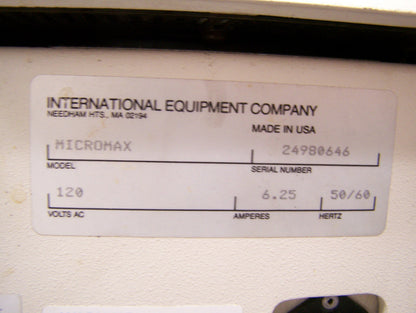 INTERNATIONAL EQUIPMENT COMPANY
NEEDHAM HTS., MA 02194
MADE IN USA
MICROMAX 24980646
MODEL SERIAL NUMBER
120 6.25 50/60
VOLTS AC AMPERES HERTZ